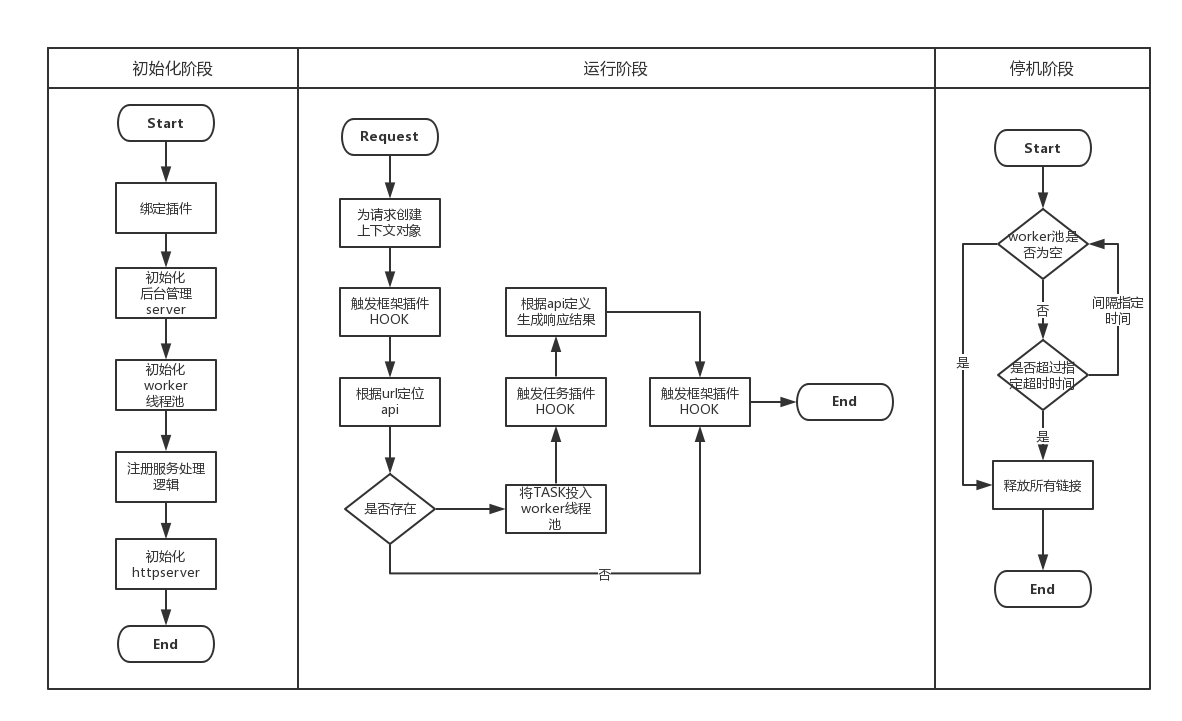 初始化阶段
运行阶段
停机阶段
Start
绑定插件
初始化
后台管理
server
初始化
worker
线程池
注册服务处理
逻辑
初始化
httpserver
End
Request
为请求创建
上下文对象
触发框架插件
HOOK
根据url定位
api
是否存在
将TASK投入
worker线程
池
触发任务插件
HOOK
根据api定义
生成响应结果
触发框架插件
HOOK
End
否
Start
worker池是
否为空
否
是否超过指
定超时时间
间隔指定
时间
是
是
释放所有链接
End